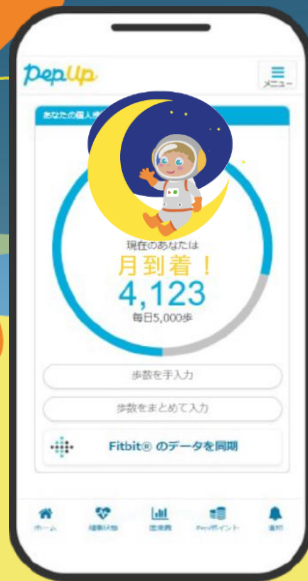 PepUp
メニュー
あなたの個人歩
現在のあなたは
月到着！
4,123
毎日5,000歩
歩数を手入力
歩数をまとめて入力
Fitbit® のデータを同期
ホーム
健康状態
医療費
Pepポイント
通知